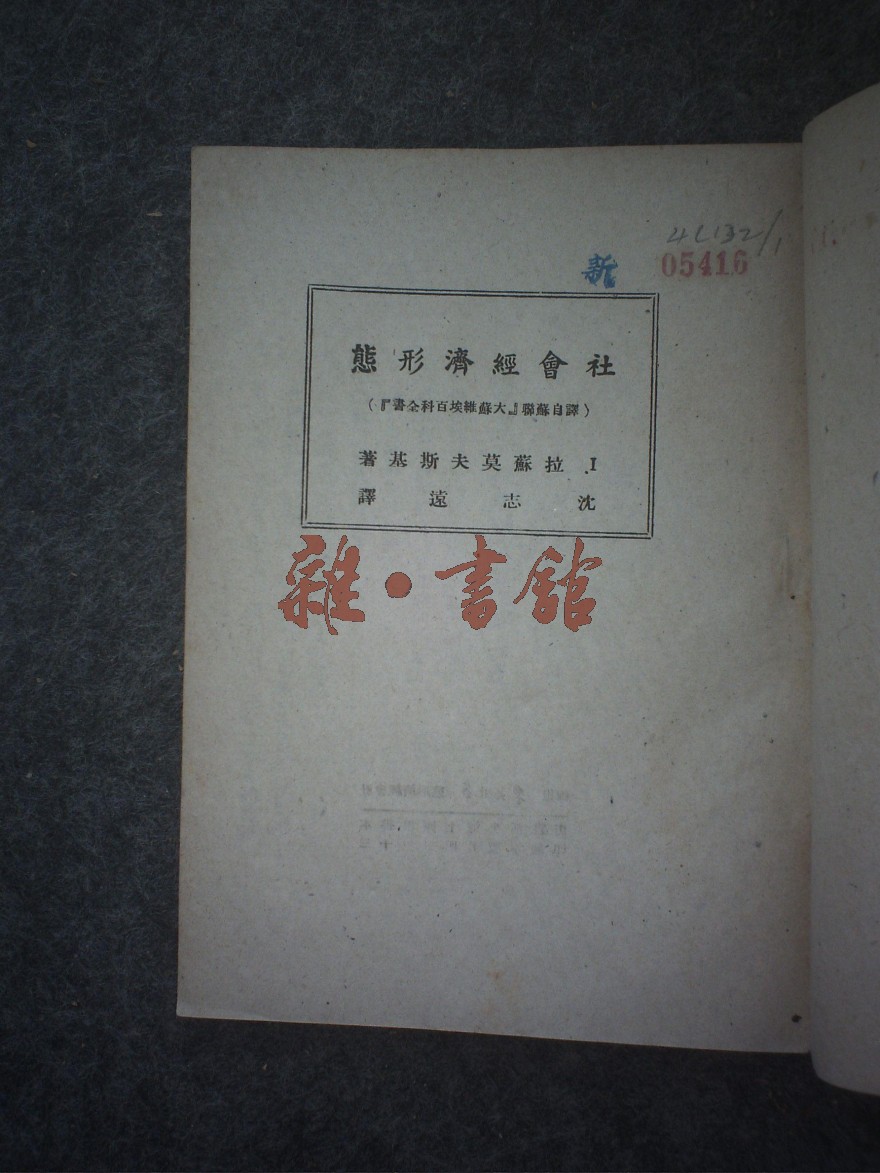 4C132/1
新 05416
社會經濟形態
（譯自蘇聯『大蘇維埃百科全書』）
I. 拉蘇莫夫斯基著
沈志遠譯
雜·書館